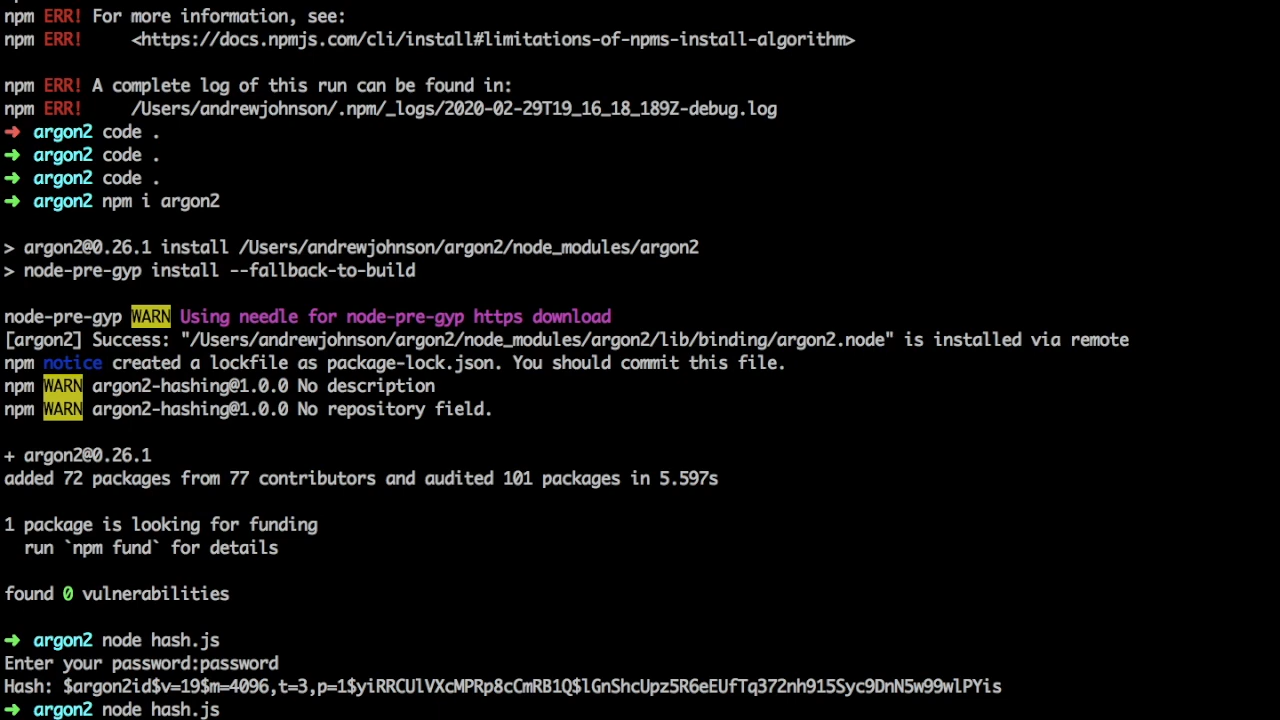 npm ERR! For more information, see:
npm ERR!     <https://docs.npmjs.com/cli/install#limitations-of-npms-install-algorithm>
npm ERR! A complete log of this run can be found in:
npm ERR!     /Users/andrewjohnson/.npm/_logs/2020-02-29T19_16_18_189Z-debug.log
➜  argon2 code .
➜  argon2 code .
➜  argon2 code .
➜  argon2 npm i argon2
> argon2@0.26.1 install /Users/andrewjohnson/argon2/node_modules/argon2
> node-pre-gyp install --fallback-to-build
node-pre-gyp WARN Using needle for node-pre-gyp https download
[argon2] Success: "/Users/andrewjohnson/argon2/node_modules/argon2/lib/binding/argon2.node" is installed via remote
npm notice created a lockfile as package-lock.json. You should commit this file.
npm WARN argon2-hashing@1.0.0 No description
npm WARN argon2-hashing@1.0.0 No repository field.
+ argon2@0.26.1
added 72 packages from 77 contributors and audited 101 packages in 5.597s
1 package is looking for funding
  run `npm fund` for details
found 0 vulnerabilities
➜  argon2 node hash.js
Enter your password:password
Hash: $argon2id$v=19$m=4096,t=3,p=1$yiRRCUlVXcMPRp8cCmRB1Q$lGnShcUpz5R6eEUfTq372nh915Syc9DnN5w99wlPYis
➜  argon2 node hash.js